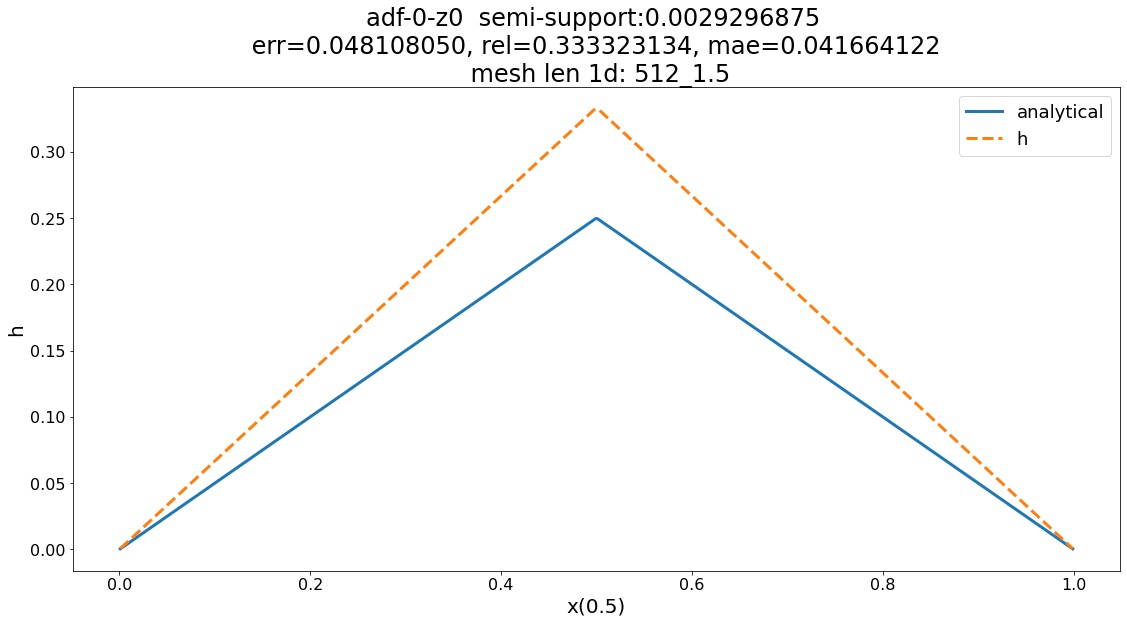 adf-0-z0  semi-support:0.0029296875
err=0.048108050, rel=0.333323134, mae=0.041664122
mesh len 1d: 512_1.5
analytical
h
0.30
0.25
0.20
0.15
0.10
0.05
0.00
h
0.0 0.2 0.4 0.6 0.8 1.0
x(0.5)